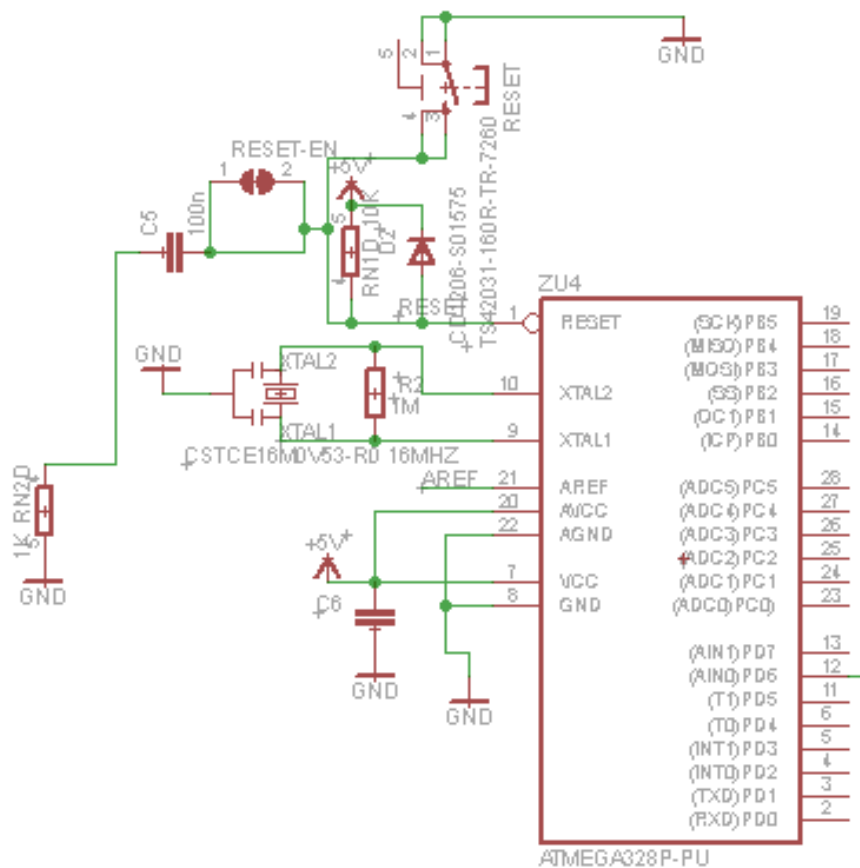 GND
5 2 1
4 3
RESET
TS42031-160R-TR-7260
RESET-EN
1 2
+5V
C5
100n
5
4
RN1D 10K
D2
CD1206-S01575
RESET
ZU4
1 RESET
10 XTAL2
9 XTAL1
21 AREF
20 AVCC
22 AGND
7 VCC
8 GND
(SCK)PB5 19
(MISO)PB4 18
(MOSI)PB3 17
(SS)PB2 16
(OC1)PB1 15
(ICP)PB0 14
(ADC5)PC5 28
(ADC4)PC4 27
(ADC3)PC3 26
(ADC2)PC2 25
(ADC1)PC1 24
(ADC0)PC0 23
(AIN1)PD7 13
(AIN0)PD6 12
(T1)PD5 11
(T0)PD4 6
(INT1)PD3 5
(INT0)PD2 4
(TXD)PD1 3
(RXD)PD0 2
ATMEGA328P-PU
GND
XTAL2
R2
1M
XTAL1
CSTCE16M0V53-R0 16MHZ
AREF
1K RN2D
4
5
GND
+5V
C6
GND
GND